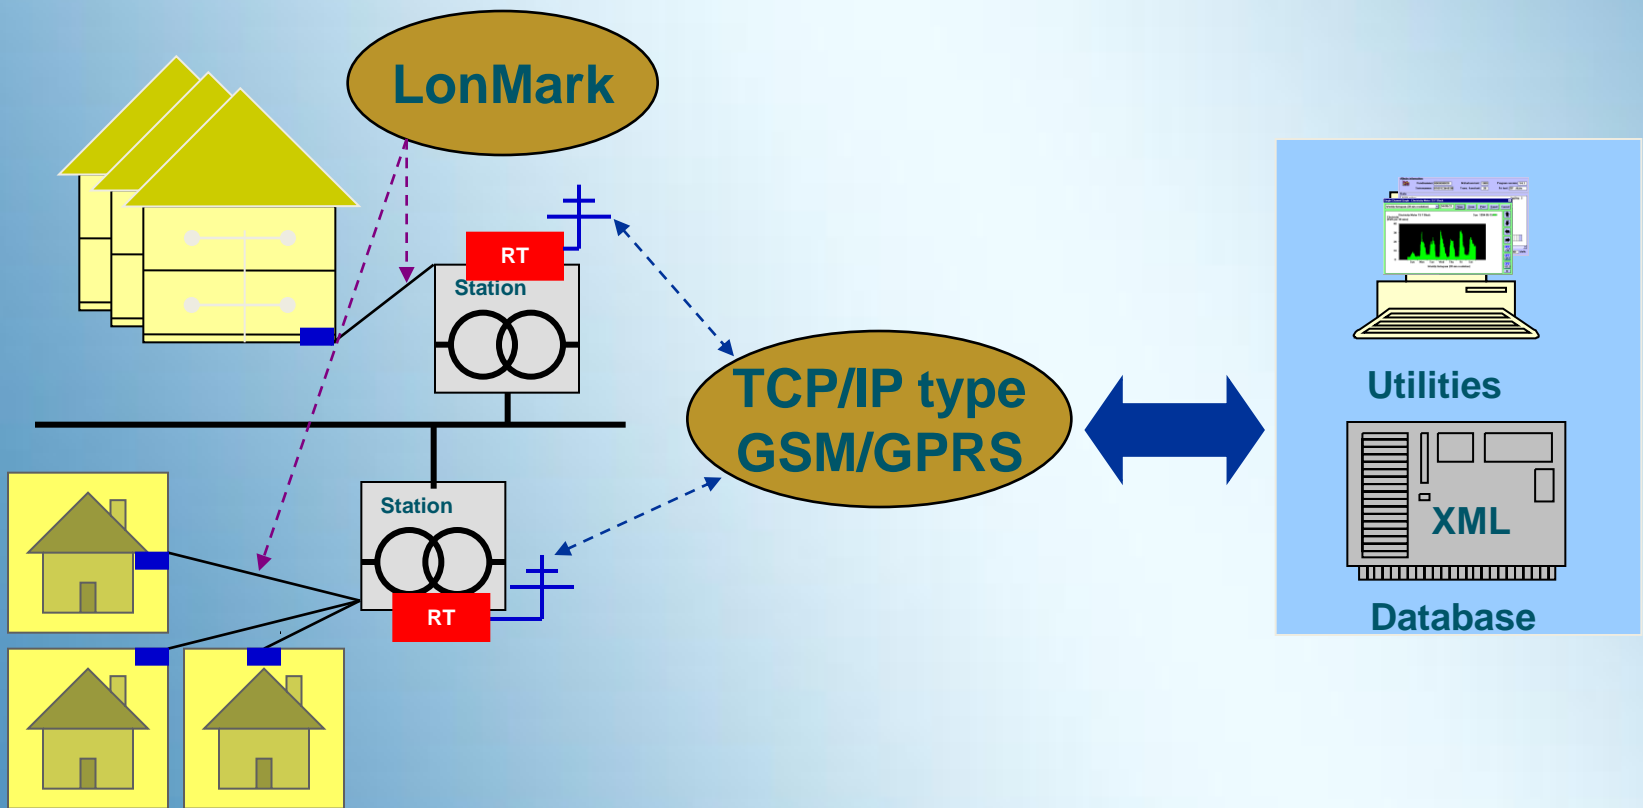 LonMark
RT
Station
TCP/IP type
GSM/GPRS
Station
RT
Utilities
XML
Database